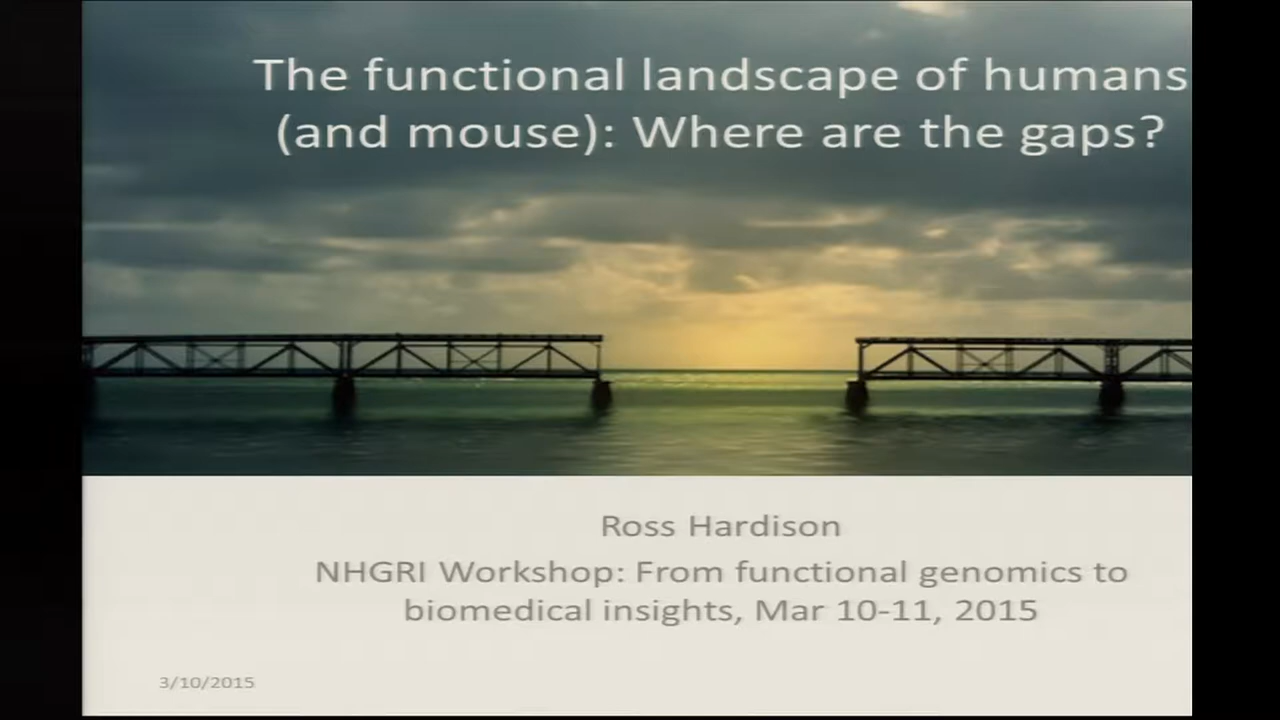 The functional landscape of humans
(and mouse): Where are the gaps?
Ross Hardison
NHGRI Workshop: From functional genomics to
biomedical insights, Mar 10-11, 2015
3/10/2015